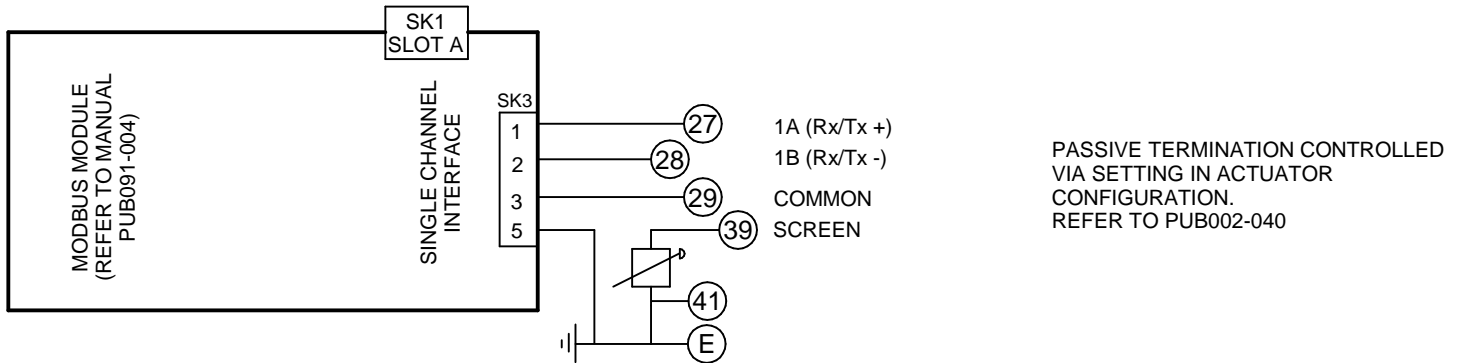 SK1
SLOT A
MODBUS MODULE
(REFER TO MANUAL
PUB091-004)
SINGLE CHANNEL
INTERFACE
SK3
1
27
1A (Rx/Tx +)
2
28
1B (Rx/Tx -)
3
29
COMMON
5
39
SCREEN
41
E
PASSIVE TERMINATION CONTROLLED
VIA SETTING IN ACTUATOR
CONFIGURATION.
REFER TO PUB002-040